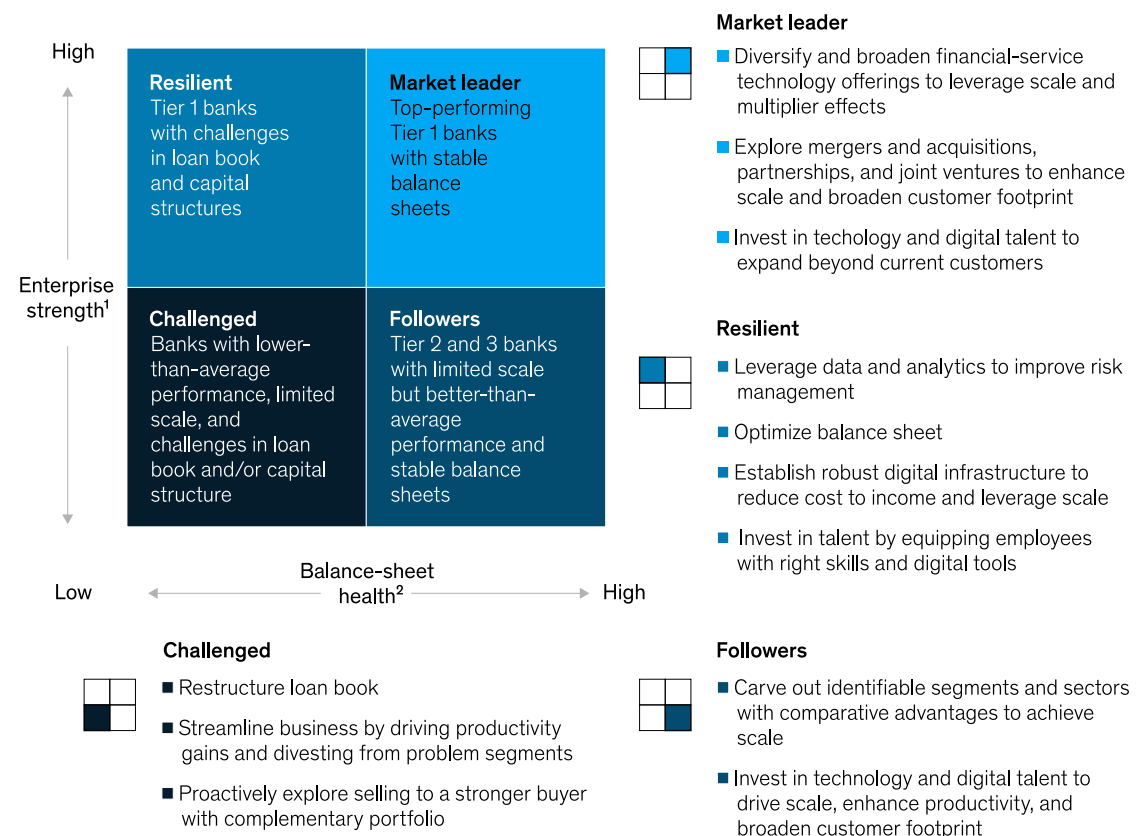 High
Enterprise
strength¹
Low
Balance-sheet
health²
High
Resilient
Tier 1 banks
with challenges
in loan book
and capital
structures
Market leader
Top-performing
Tier 1 banks
with stable
balance
sheets
Challenged
Banks with lower-
than-average
performance, limited
scale, and
challenges in loan
book and/or capital
structure
Followers
Tier 2 and 3 banks
with limited scale
but better-than-
average
performance and
stable balance
sheets
Market leader
Diversify and broaden financial-service
technology offerings to leverage scale and
multiplier effects
Explore mergers and acquisitions,
partnerships, and joint ventures to enhance
scale and broaden customer footprint
Invest in techology and digital talent to
expand beyond current customers
Resilient
Leverage data and analytics to improve risk
management
Optimize balance sheet
Establish robust digital infrastructure to
reduce cost to income and leverage scale
Invest in talent by equipping employees
with right skills and digital tools
Challenged
Restructure loan book
Streamline business by driving productivity
gains and divesting from problem segments
Proactively explore selling to a stronger buyer
with complementary portfolio
Followers
Carve out identifiable segments and sectors
with comparative advantages to achieve
scale
Invest in technology and digital talent to
drive scale, enhance productivity, and
broaden customer footprint